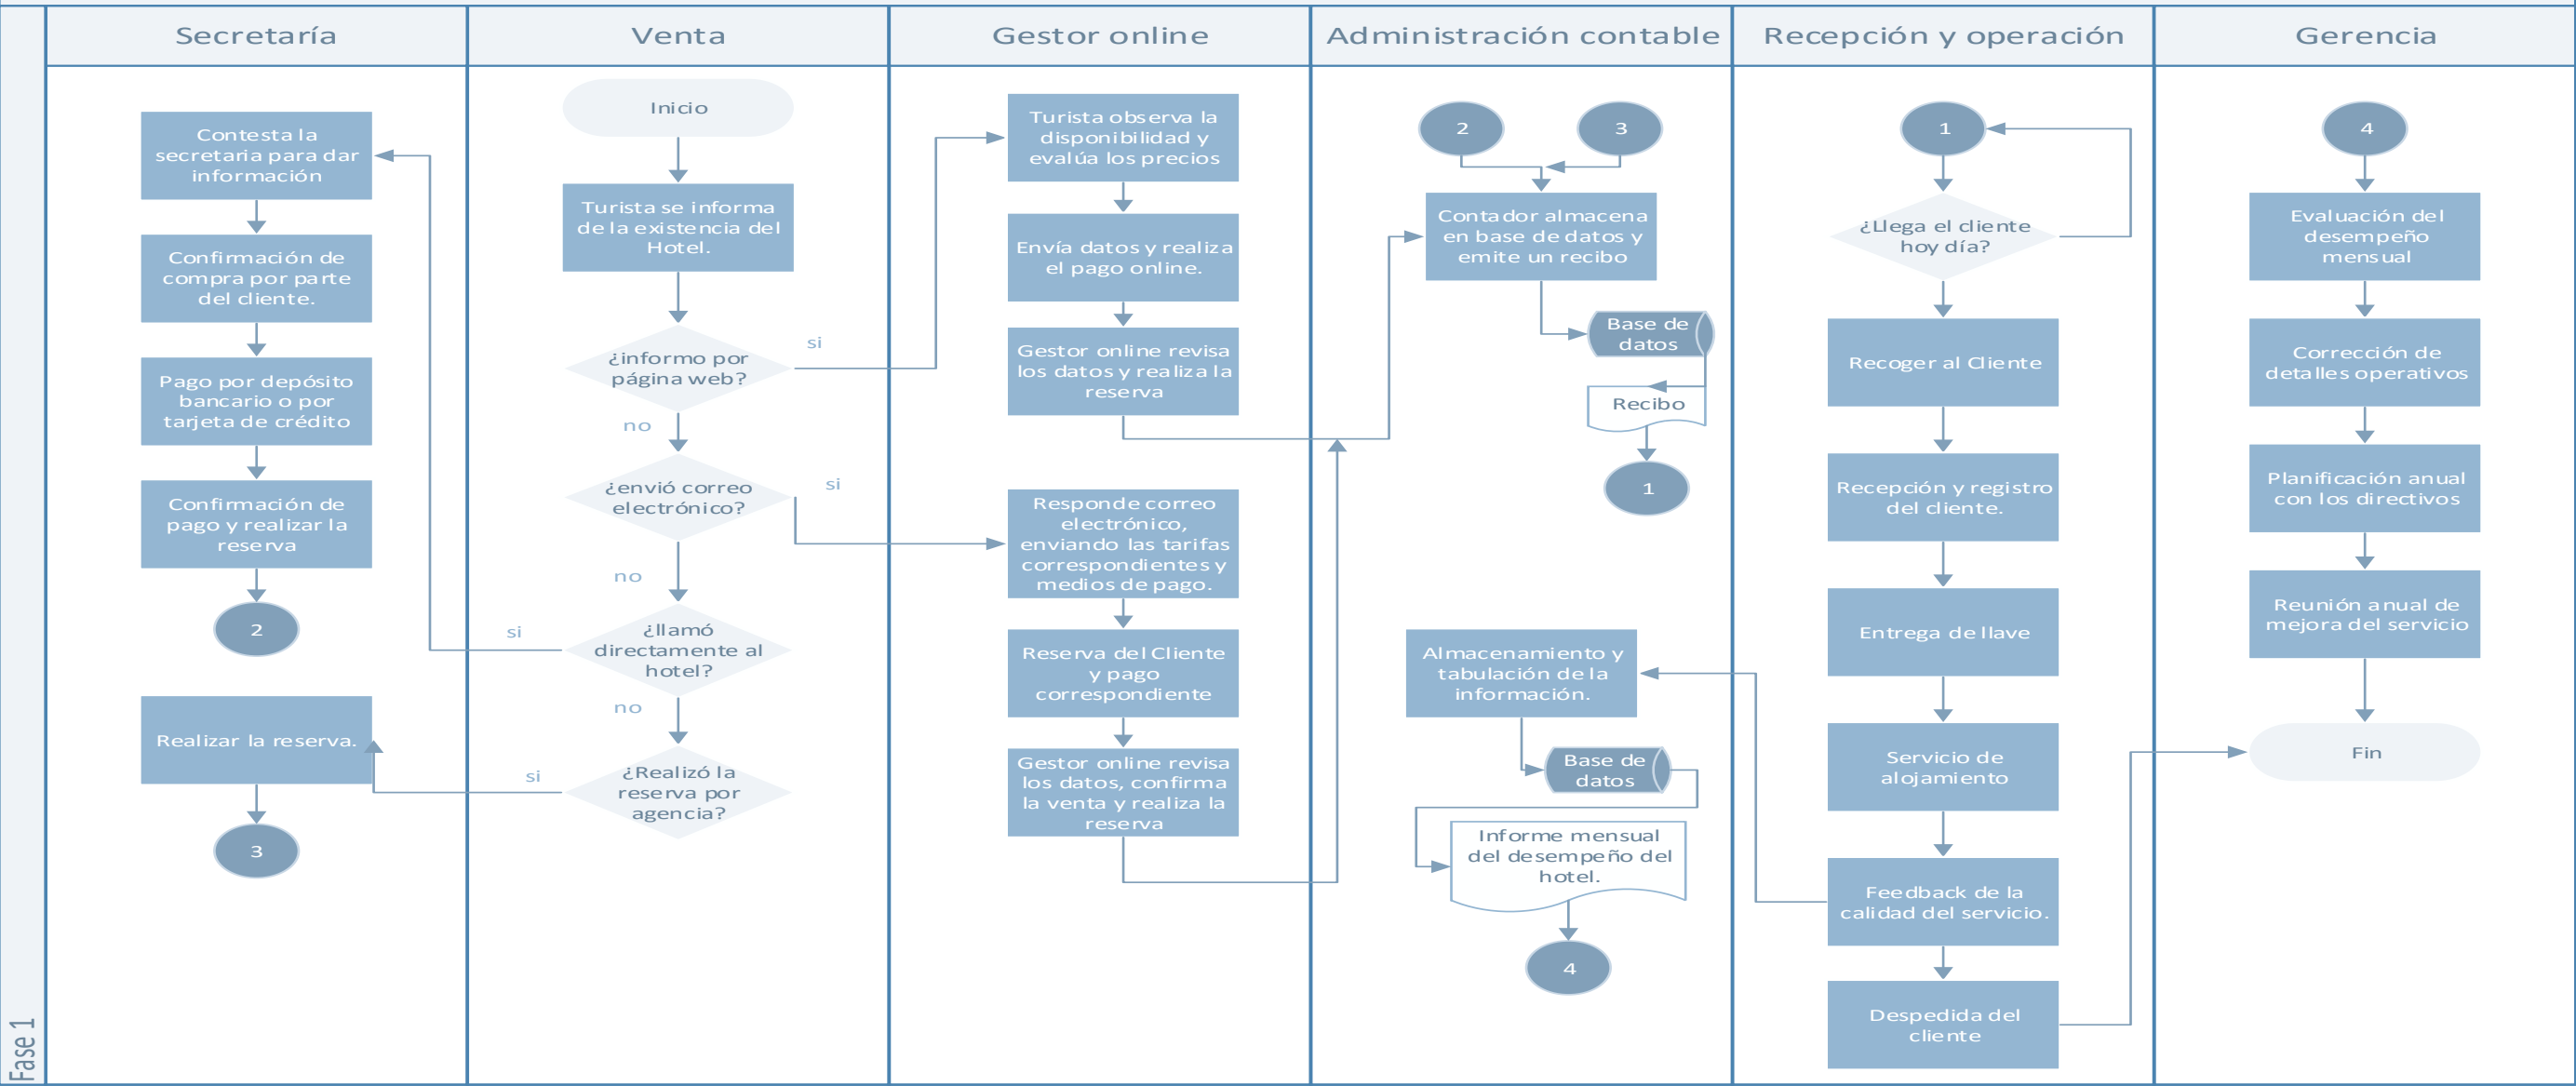 Secretaría
Venta
Gestor online
Administración contable
Recepción y operación
Gerencia
Fase 1
Contesta la
secretaria para dar
información
Confirmación de
compra por parte
del cliente.
Pago por depósito
bancario o por
tarjeta de crédito
Confirmación de
pago y realizar la
reserva
2
Realizar la reserva.
3
Inicio
Turista se informa
de la existencia del
Hotel.
¿informo por
página web?
si
no
¿envió correo
electrónico?
si
no
¿llamó
directamente al
hotel?
si
no
¿Realizó la
reserva por
agencia?
si
Turista observa la
disponibilidad y
evalúa los precios
Envía datos y realiza
el pago online.
Gestor online revisa
los datos y realiza la
reserva
Responde correo
electrónico,
enviando las tarifas
correspondientes y
medios de pago.
Reserva del Cliente
y pago
correspondiente
Gestor online revisa
los datos, confirma
la venta y realiza la
reserva
2
3
Contador almacena
en base de datos y
emite un recibo
Base de
datos
Recibo
1
Almacenamiento y
tabulación de la
información.
Base de
datos
Informe mensual
del desempeño del
hotel.
4
1
¿Llega el cliente
hoy día?
Recoger al Cliente
Recepción y registro
del cliente.
Entrega de llave
Servicio de
alojamiento
Feedback de la
calidad del servicio.
Despedida del
cliente
4
Evaluación del
desempeño
mensual
Corrección de
detalles operativos
Planificación anual
con los directivos
Reunión anual de
mejora del servicio
Fin